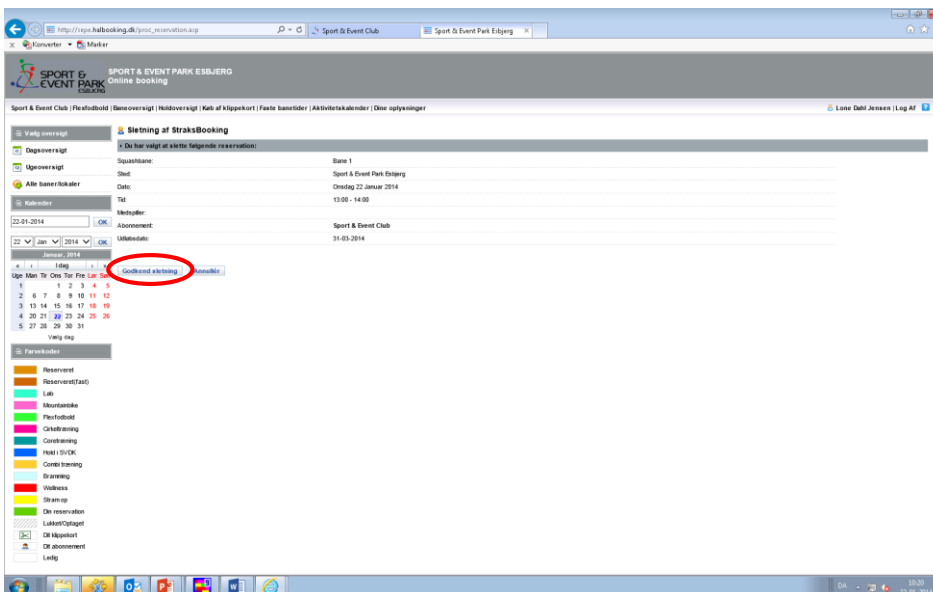 http://sepe.halbooking.dk/proc_reservation.asp
Sport & Event Club
Sport & Event Park Esbjerg
x Konverter Marker
SPORT & EVENT PARK ESBJERG
SPORT & EVENT PARK ESBJERG
Online booking
Sport & Event Club | Flexfodbold | Baneoversigt | Holdoversigt | Køb af klippekort | Faste banetider | Aktivitetskalender | Dine oplysninger
Lone Dahl Jensen | Log Af
Vælg oversigt
Dagsoversigt
Ugeoversigt
Alle baner/lokaler
Kalender
22-01-2014 OK
22 Jan 2014 OK
Januar, 2014
« ‹ I dag › »
Uge Man Tir Ons Tor Fre Lør Søn
1 1 2 3 4 5
2 6 7 8 9 10 11 12
3 13 14 15 16 17 18 19
4 20 21 22 23 24 25 26
5 27 28 29 30 31
Vælg dag
Farvekoder
Reserveret
Reserveret(fast)
Løb
Mountainbike
Flexfodbold
Cirkeltræning
Coretræning
Hold i SVDK
Combi træning
Bramming
Wellness
Stram op
Din reservation
Lukket/Optaget
Dit klippekort
Dit abonnement
Ledig
Sletning af StraksBooking
Du har valgt at slette følgende reservation:
Squashbane: Bane 1
Sted: Sport & Event Park Esbjerg
Dato: Onsdag 22 Januar 2014
Tid: 13:00 - 14:00
Medspiller:
Abonnement: Sport & Event Club
Udløbsdato: 31-03-2014
Godkend sletning Annullér
DA
10:20
22-01-2014